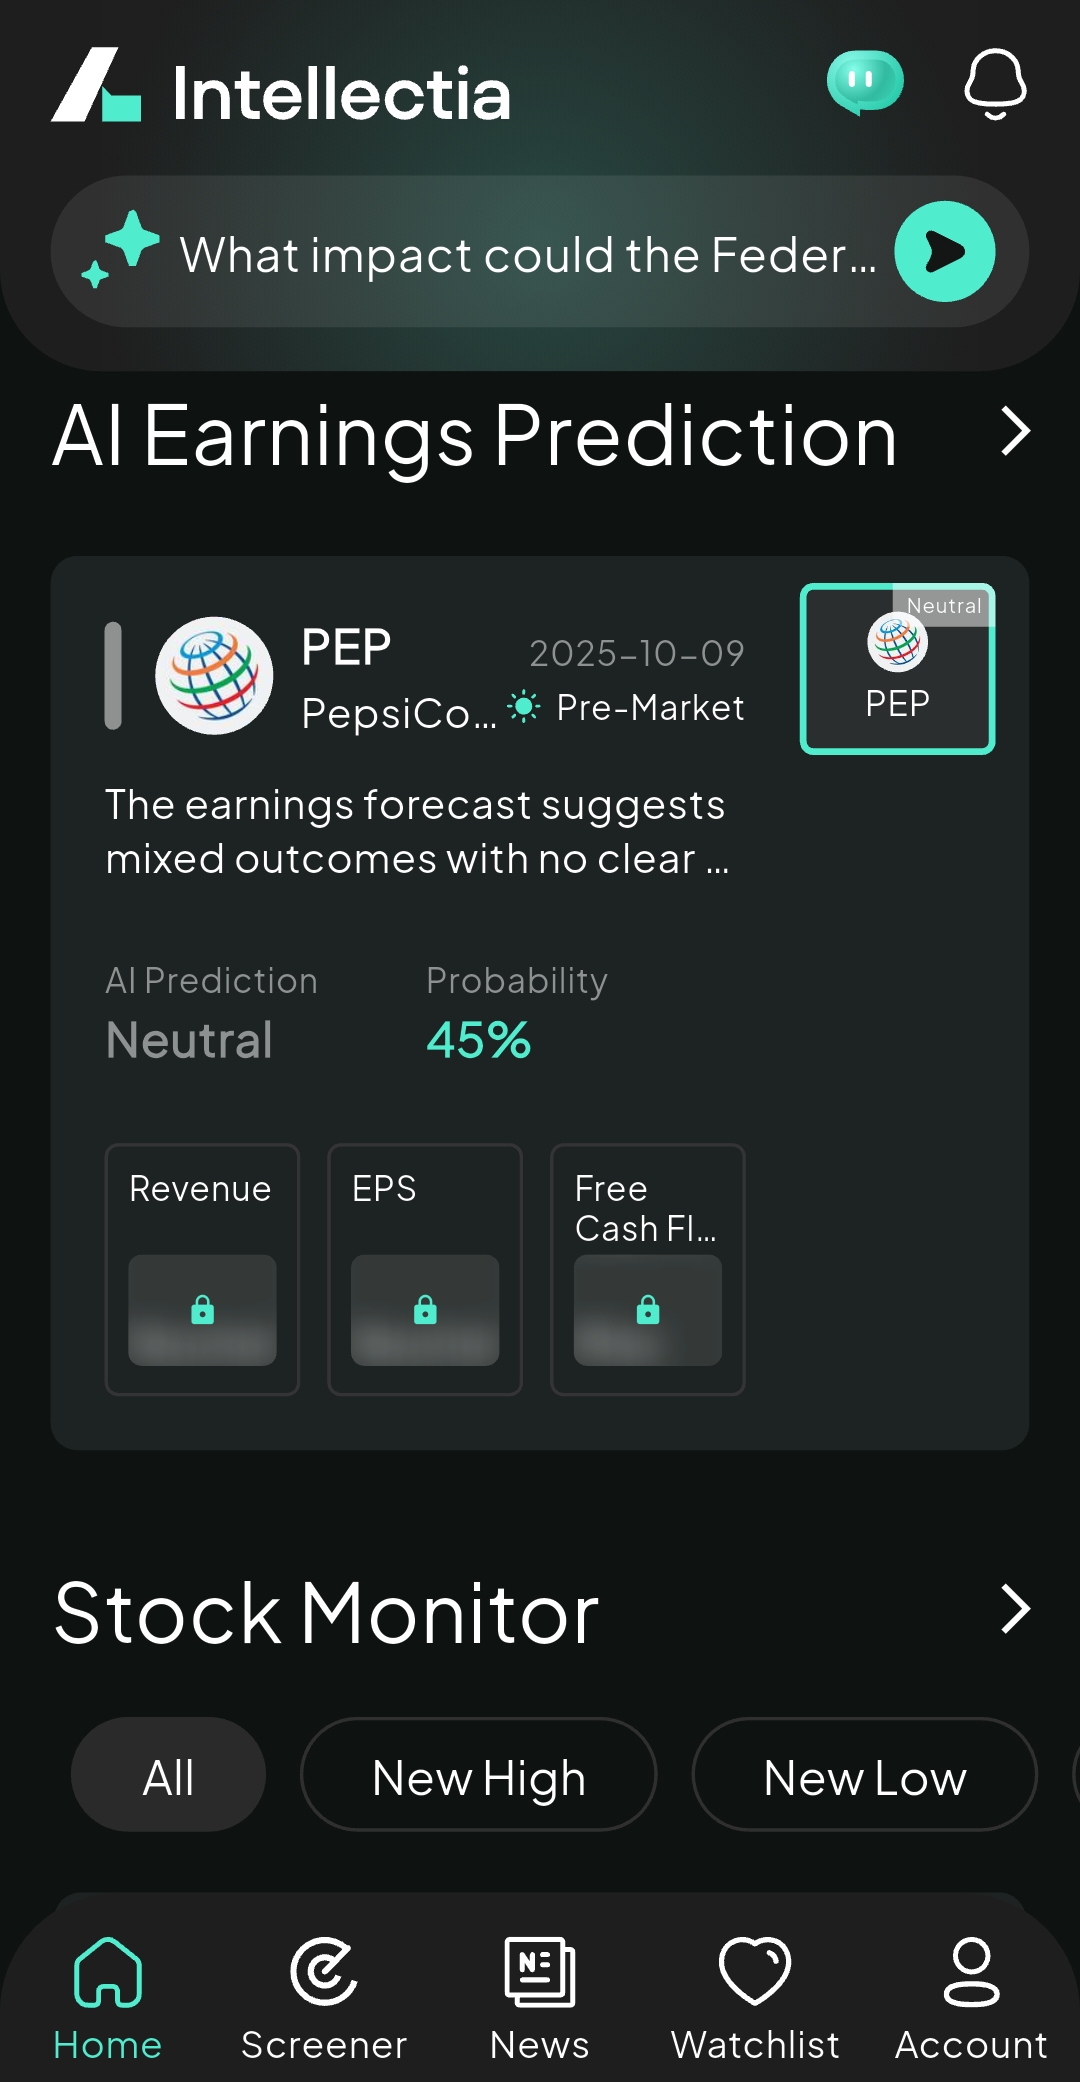 Intellectia
What impact could the Feder...
AI Earnings Prediction
PEP
2025-10-09
PepsiCo...
Pre-Market
Neutral
PEP
The earnings forecast suggests
mixed outcomes with no clear ...
AI Prediction
Probability
Neutral
45%
Revenue
EPS
Free
Cash Fl...
Stock Monitor
All
New High
New Low
Home
Screener
News
Watchlist
Account